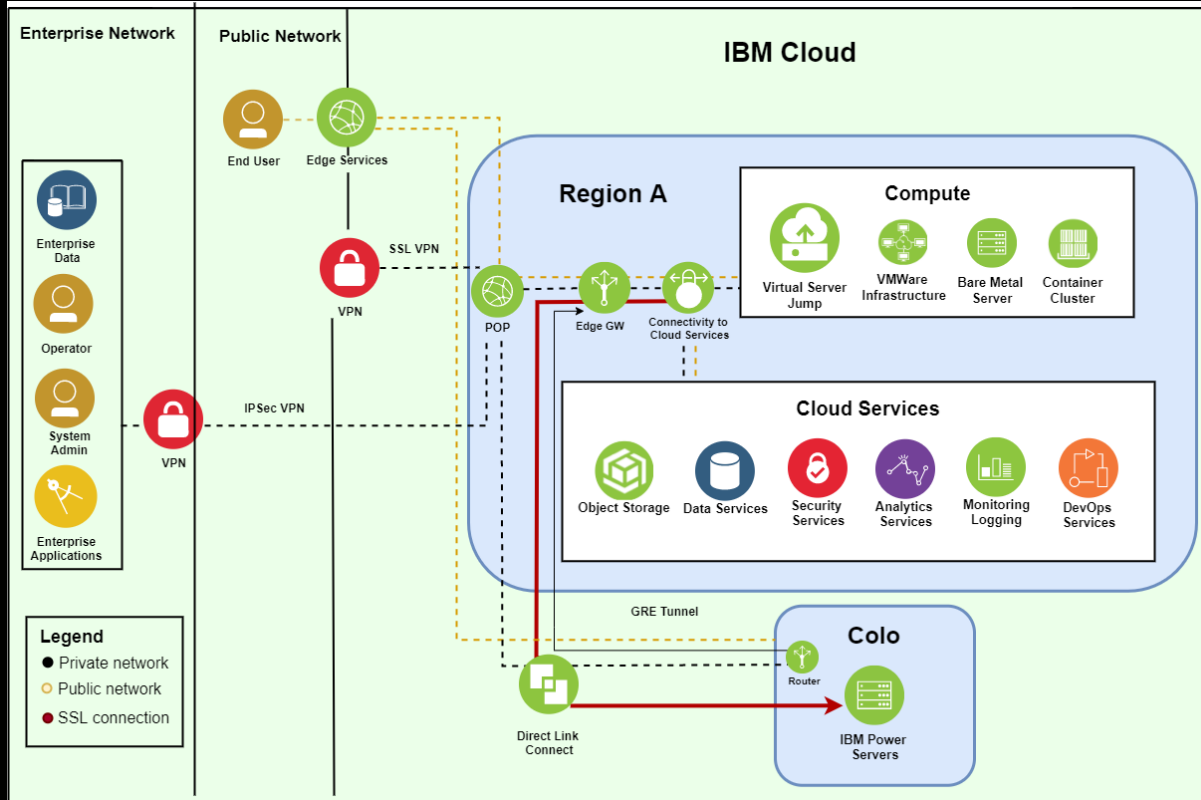 Enterprise Network
Public Network
IBM Cloud
End User
Edge Services
Enterprise
Data
Operator
System
Admin
Enterprise
Applications
VPN
IPSec VPN
SSL VPN
VPN
Region A
POP
Edge GW
Connectivity to
Cloud Services
Compute
Virtual Server
Jump
VMWare
Infrastructure
Bare Metal
Server
Container
Cluster
Cloud Services
Object Storage
Data Services
Security
Services
Analytics
Services
Monitoring
Logging
DevOps
Services
GRE Tunnel
Direct Link
Connect
Colo
Router
IBM Power
Servers
Legend
Private network
Public network
SSL connection